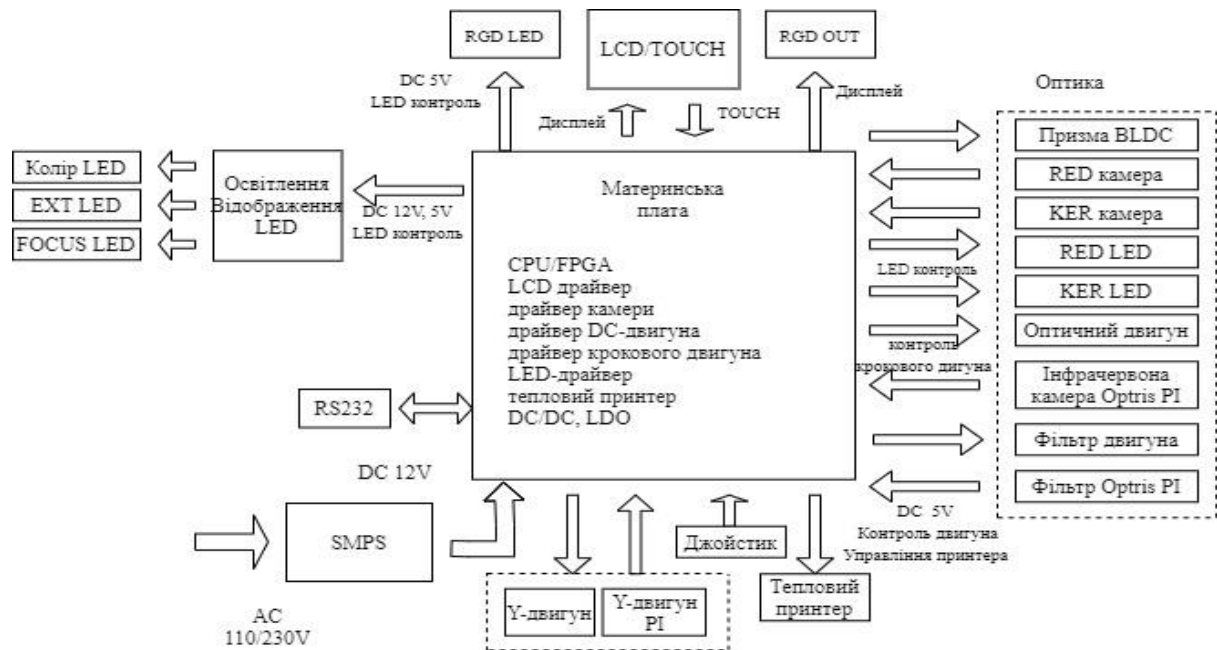 RGD LED
LCD/TOUCH
RGD OUT
DC 5V
LED контроль
Дисплей
TOUCH
Дисплей
Оптика
Колір LED
EXT LED
FOCUS LED
Освітлення
Відображення
LED
DC 12V, 5V
LED контроль
Материнська
плата
CPU/FPGA
LCD драйвер
драйвер камери
драйвер DC-двигуна
драйвер крокового двигуна
LED-драйвер
тепловий принтер
DC/DC, LDO
Призма BLDC
RED камера
KER камера
RED LED
LED контроль
KER LED
Оптичний двигун
контроль
крокового дигуна
Інфрачервона
камера Optris PI
Фільтр двигуна
Фільтр Optris PI
RS232
DC 12V
SMPS
AC
110/230V
Y-двигун
Y-двигун
PI
Джойстик
DC 5V
Контроль двигуна
Управління принтера
Тепловий
принтер